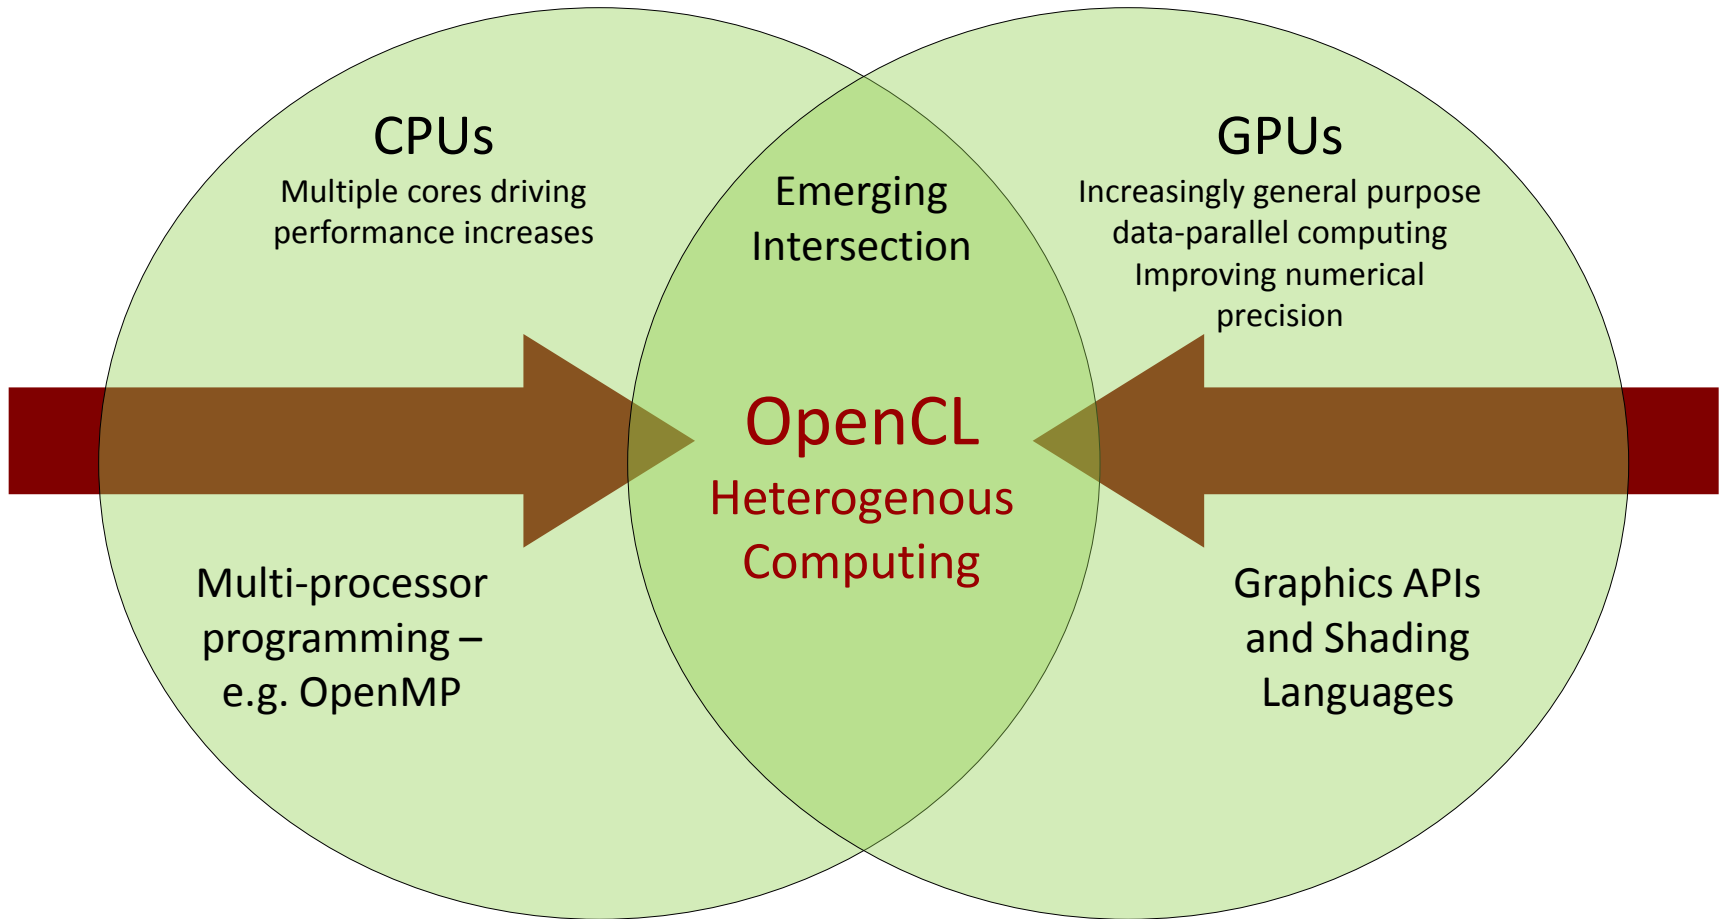 CPUs
Multiple cores driving
performance increases
Emerging
Intersection
GPUs
Increasingly general purpose
data-parallel computing
Improving numerical
precision
OpenCL
Heterogenous
Computing
Multi-processor
programming –
e.g. OpenMP
Graphics APIs
and Shading
Languages